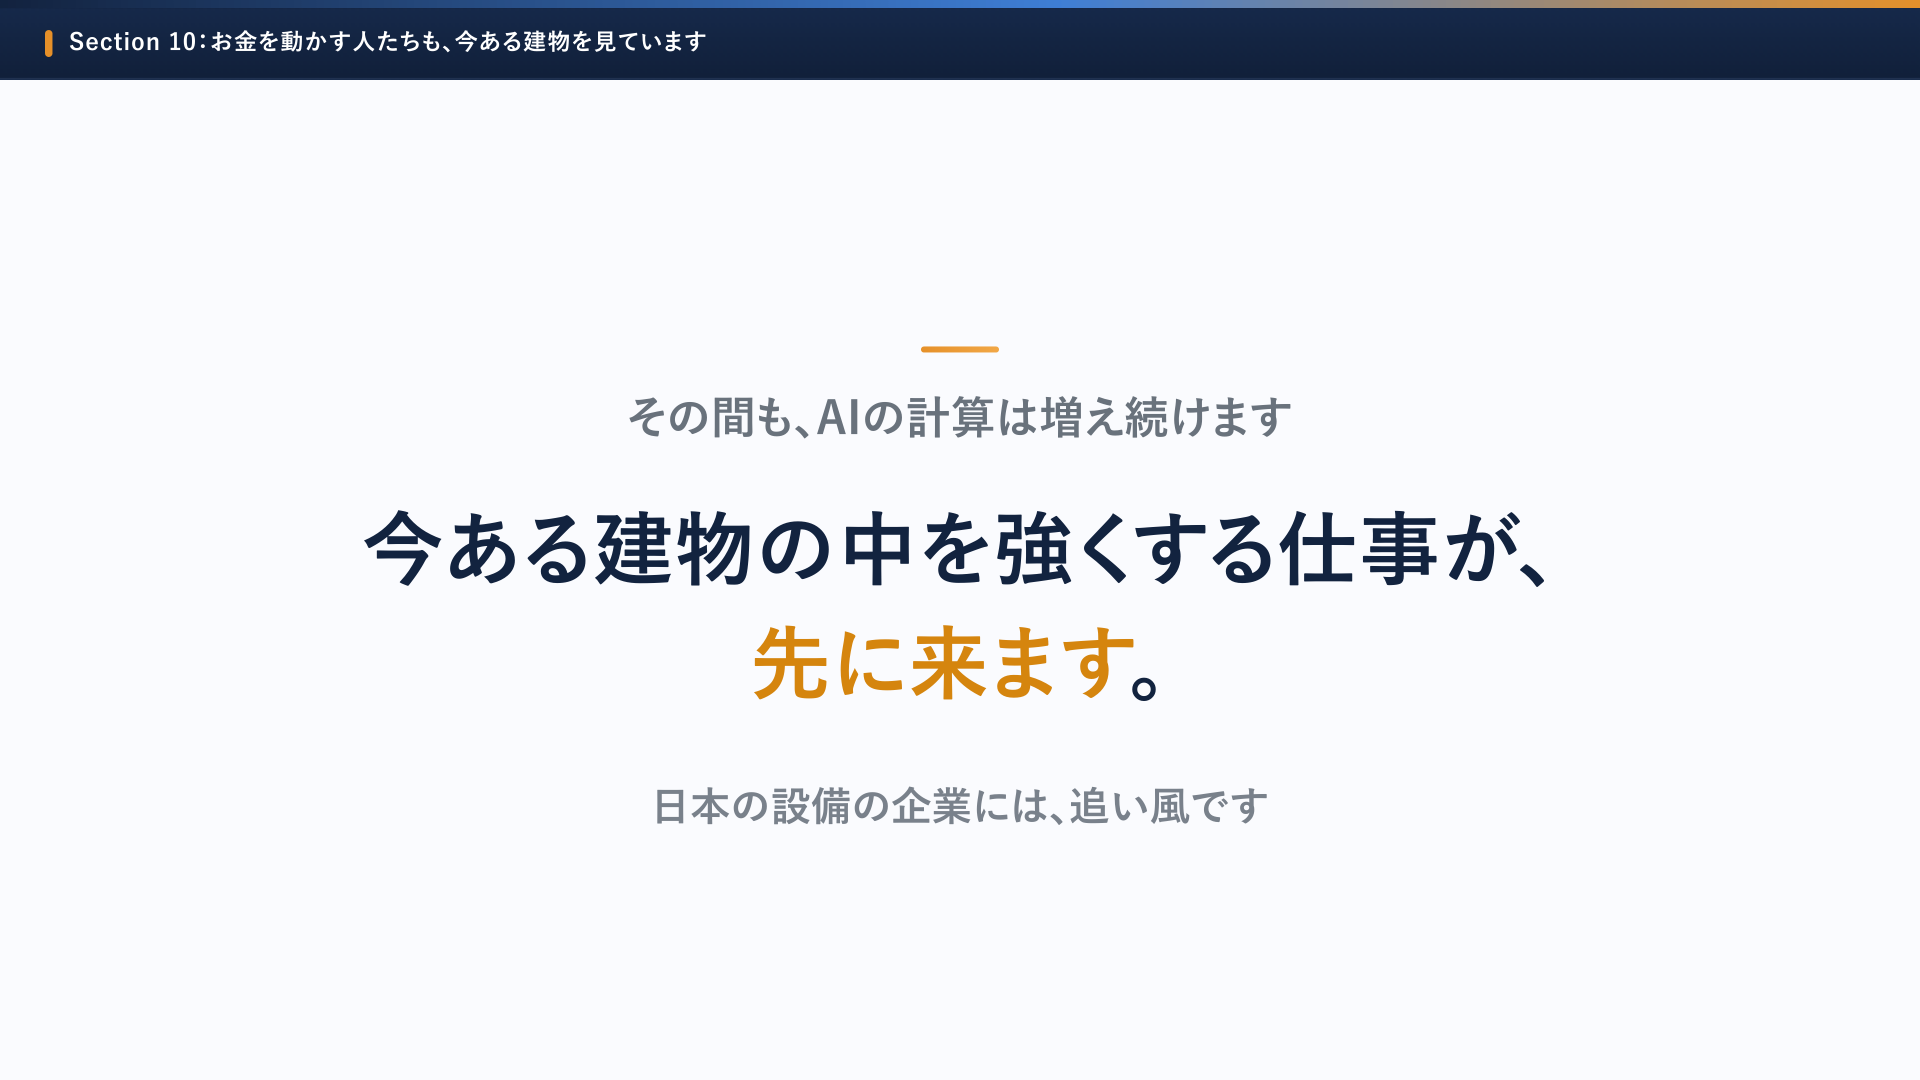 Section 10：お金を動かす人たちも、今ある建物を見ています
その間も、AIの計算は増え続けます
今ある建物の中を強くする仕事が、
先に来ます。
日本の設備の企業には、追い風です